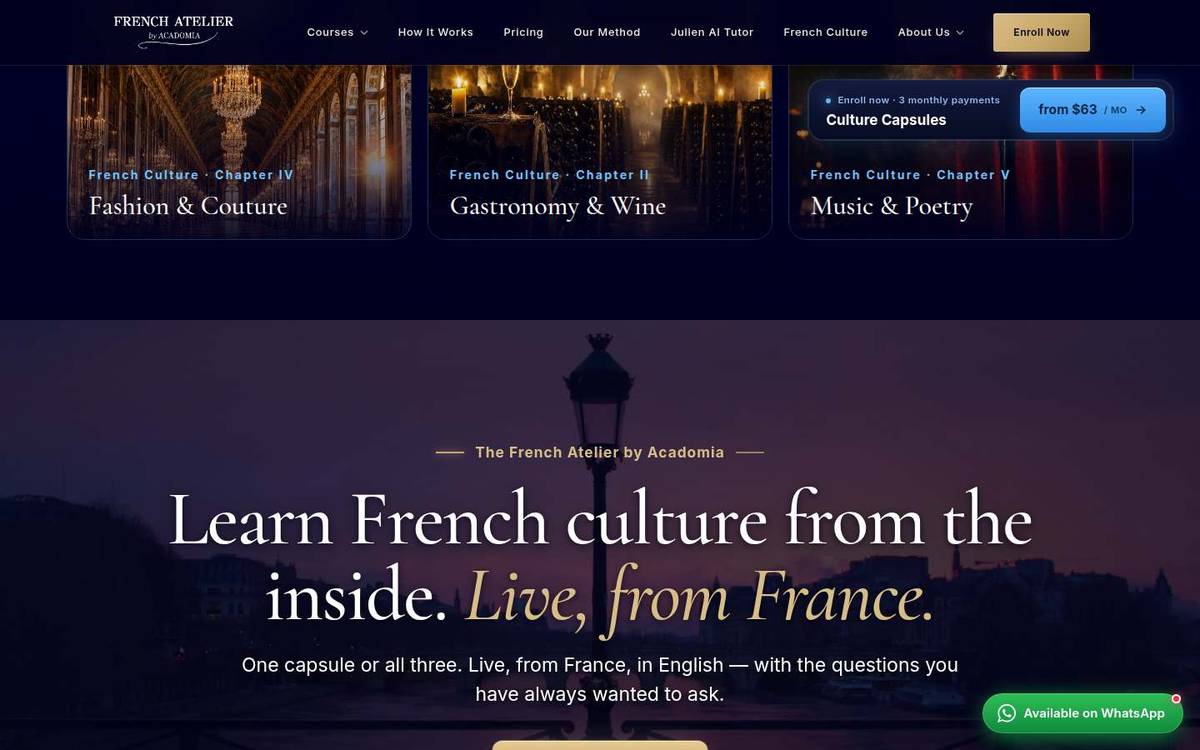 FRENCH ATELIER
by ACADOMIA
Courses
How It Works
Pricing
Our Method
Julien AI Tutor
French Culture
About Us
Enroll Now
Enroll now · 3 monthly payments
Culture Capsules
from $63 / MO →
French Culture · Chapter IV
Fashion & Couture
French Culture · Chapter II
Gastronomy & Wine
French Culture · Chapter V
Music & Poetry
The French Atelier by Acadomia
Learn French culture from the
inside. Live, from France.
One capsule or all three. Live, from France, in English — with the questions you
have always wanted to ask.
Available on WhatsApp